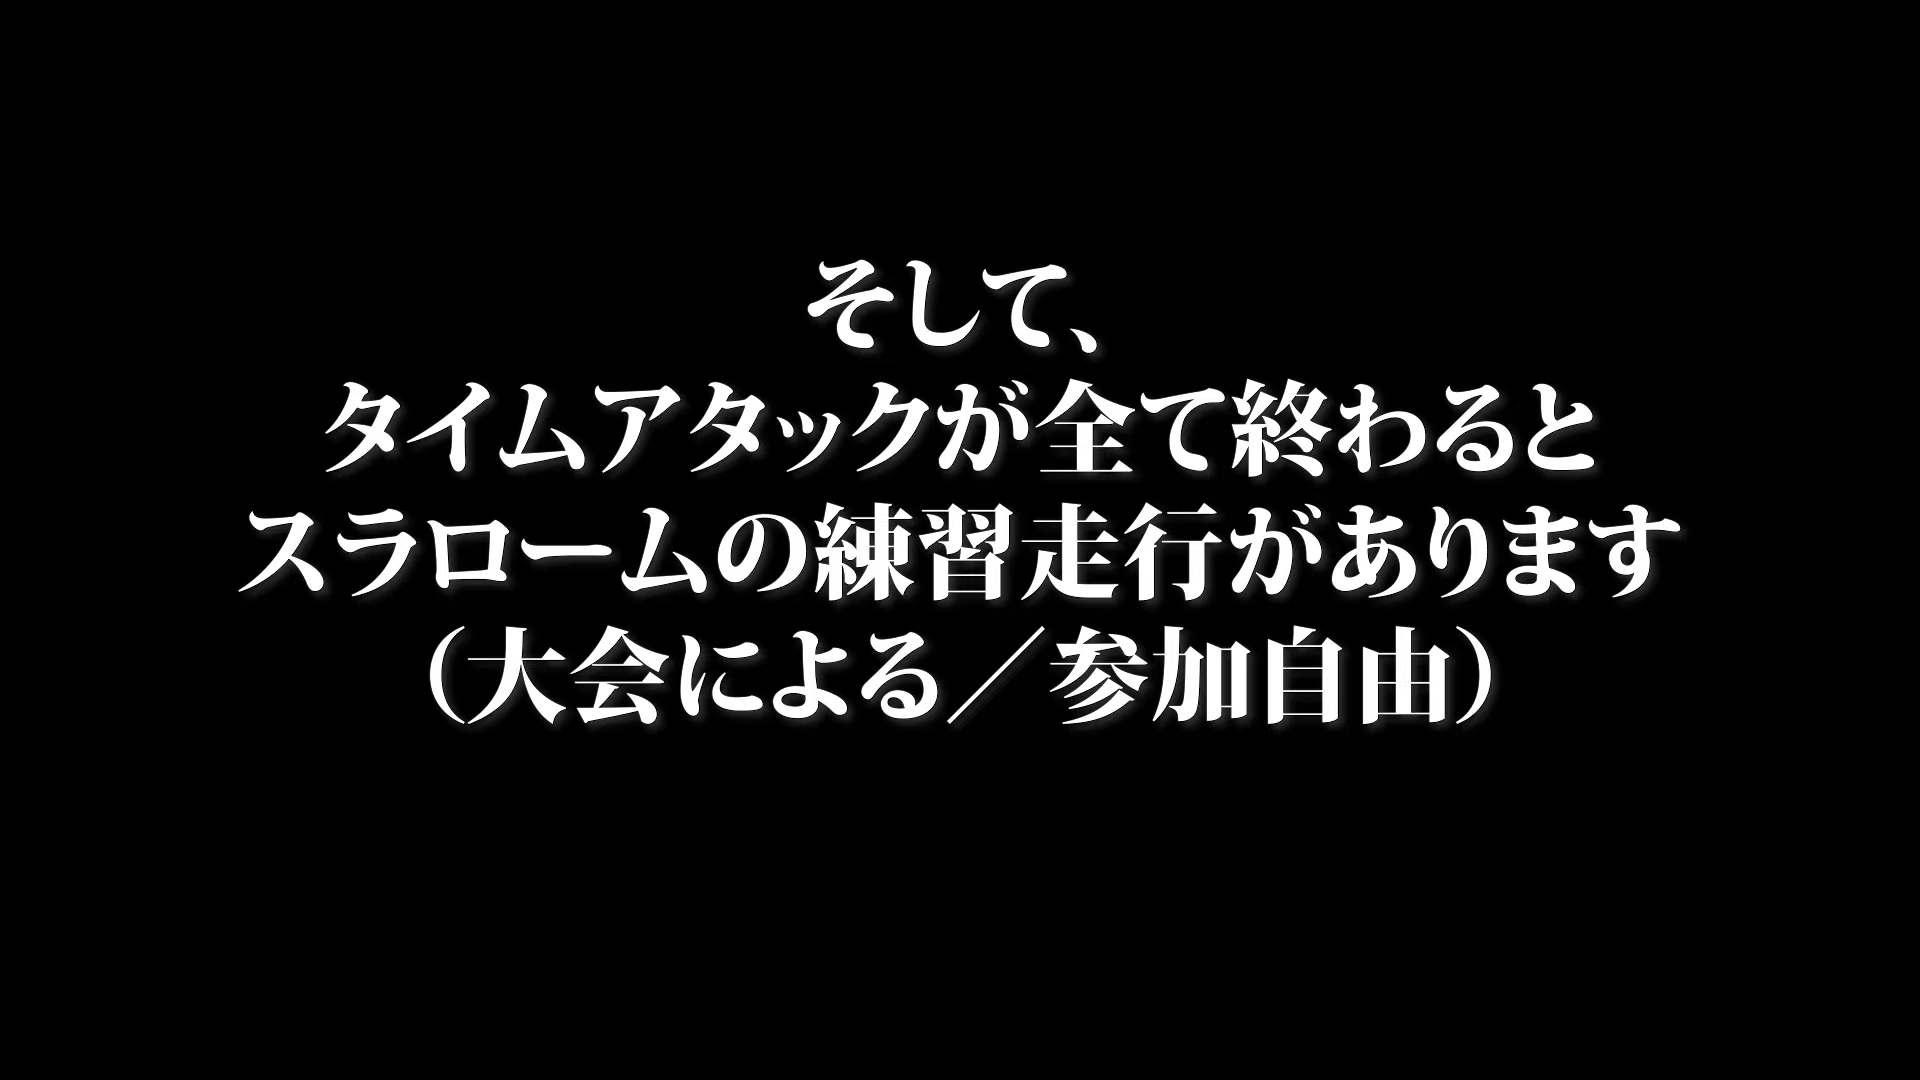 そして、
タイムアタックが全て終わると
スラロームの練習走行があります
（大会による／参加自由）